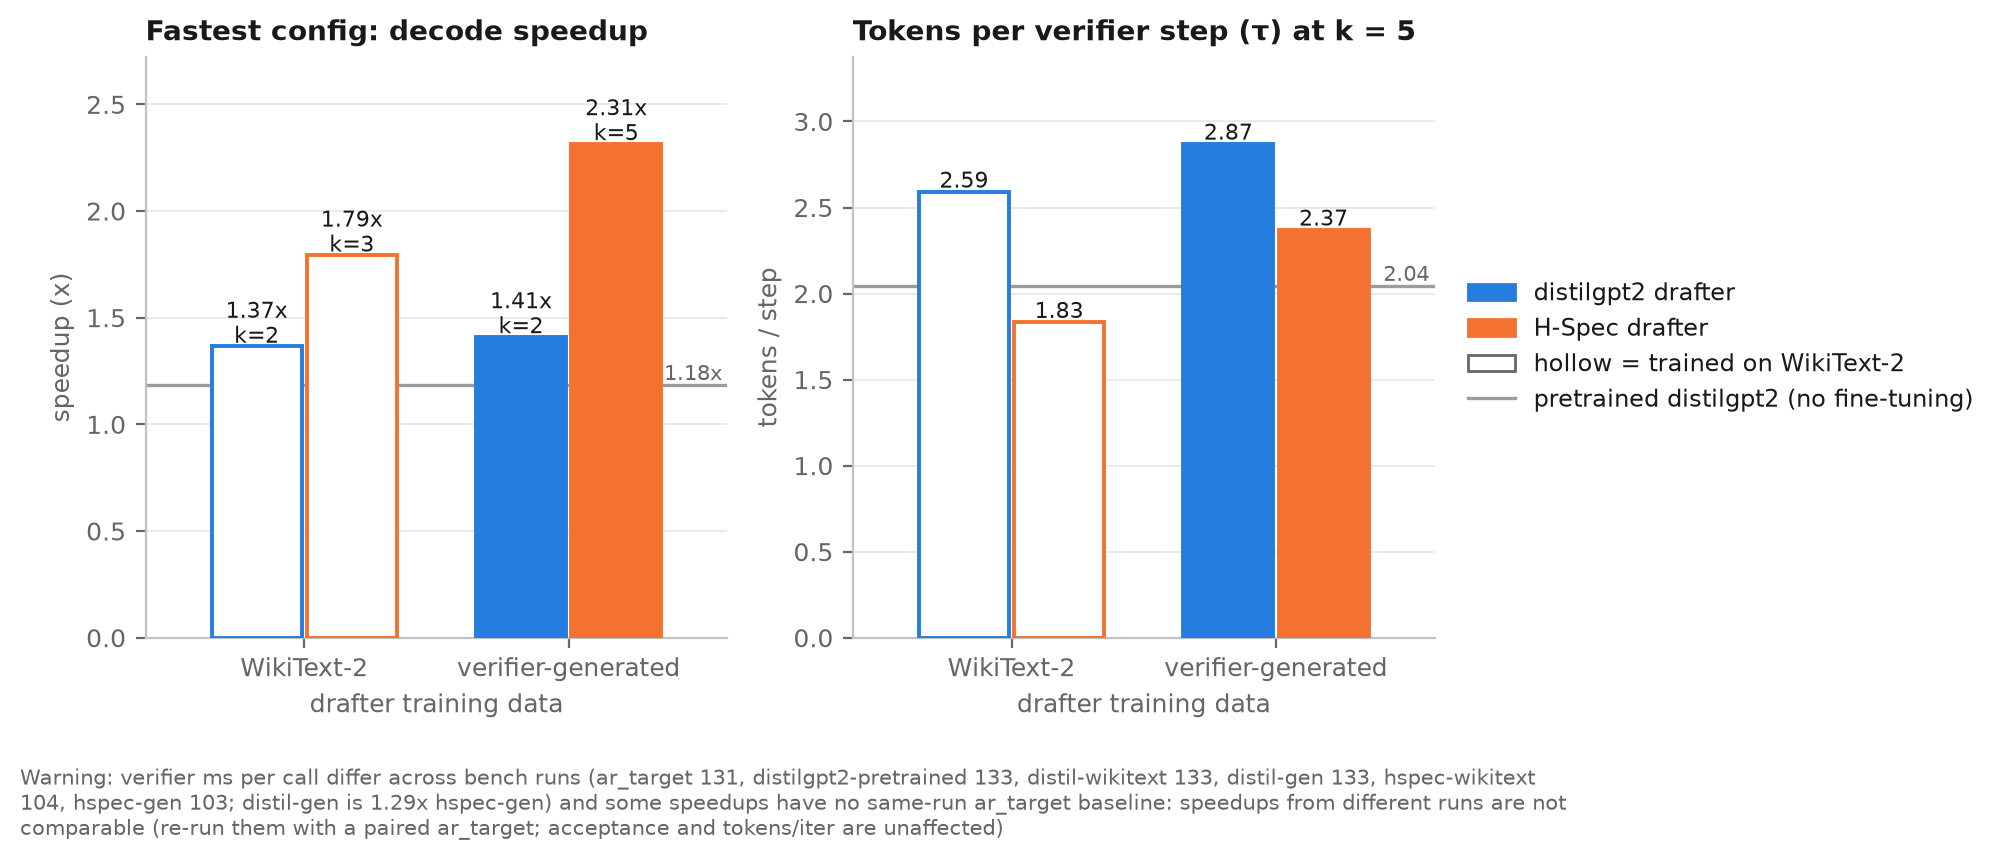 Fastest config: decode speedup
speedup (x)
2.5
2.0
1.5
1.0
0.5
0.0
1.37x
k=2
1.79x
k=3
1.41x
k=2
2.31x
k=5
1.18x
WikiText-2
verifier-generated
drafter training data
Tokens per verifier step (τ) at k = 5
tokens / step
3.0
2.5
2.0
1.5
1.0
0.5
0.0
2.59
1.83
2.87
2.37
2.04
WikiText-2
verifier-generated
drafter training data
distilgpt2 drafter
H-Spec drafter
hollow = trained on WikiText-2
pretrained distilgpt2 (no fine-tuning)
Warning: verifier ms per call differ across bench runs (ar_target 131, distilgpt2-pretrained 133, distil-wikitext 133, distil-gen 133, hspec-wikitext
104, hspec-gen 103; distil-gen is 1.29x hspec-gen) and some speedups have no same-run ar_target baseline: speedups from different runs are not
comparable (re-run them with a paired ar_target; acceptance and tokens/iter are unaffected)